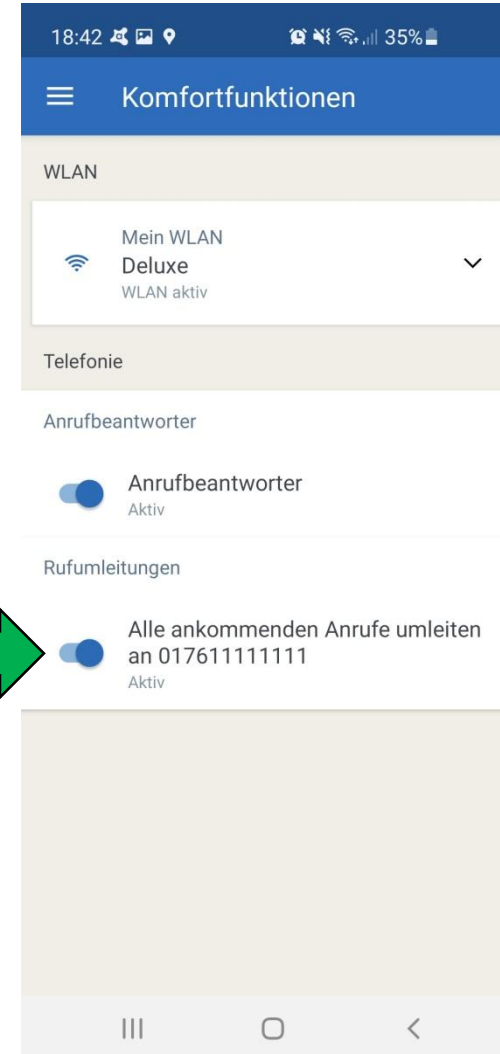 18:42 35%
Komfortfunktionen
WLAN
Mein WLAN
Deluxe
WLAN aktiv
Telefonie
Anrufbeantworter
Anrufbeantworter
Aktiv
Rufumleitungen
Alle ankommenden Anrufe umleiten
an 017611111111
Aktiv